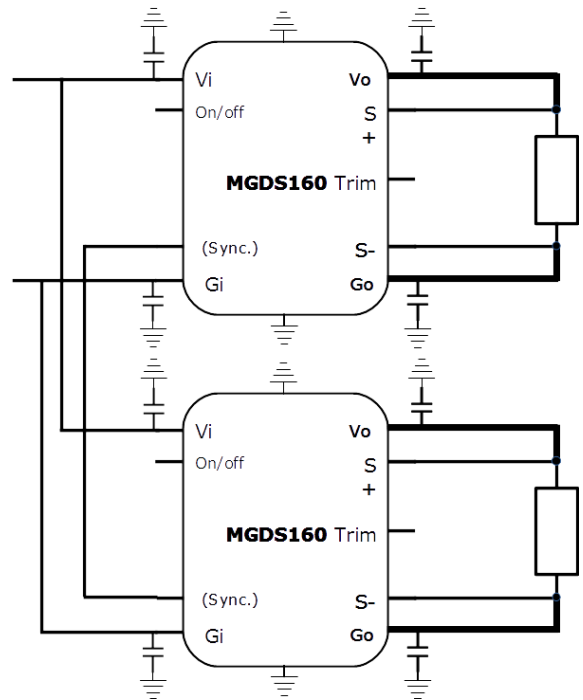 Vi Vo
On/off S
+
MGDS160 Trim
(Sync.) S-
Gi Go
Vi Vo
On/off S
+
MGDS160 Trim
(Sync.) S-
Gi Go